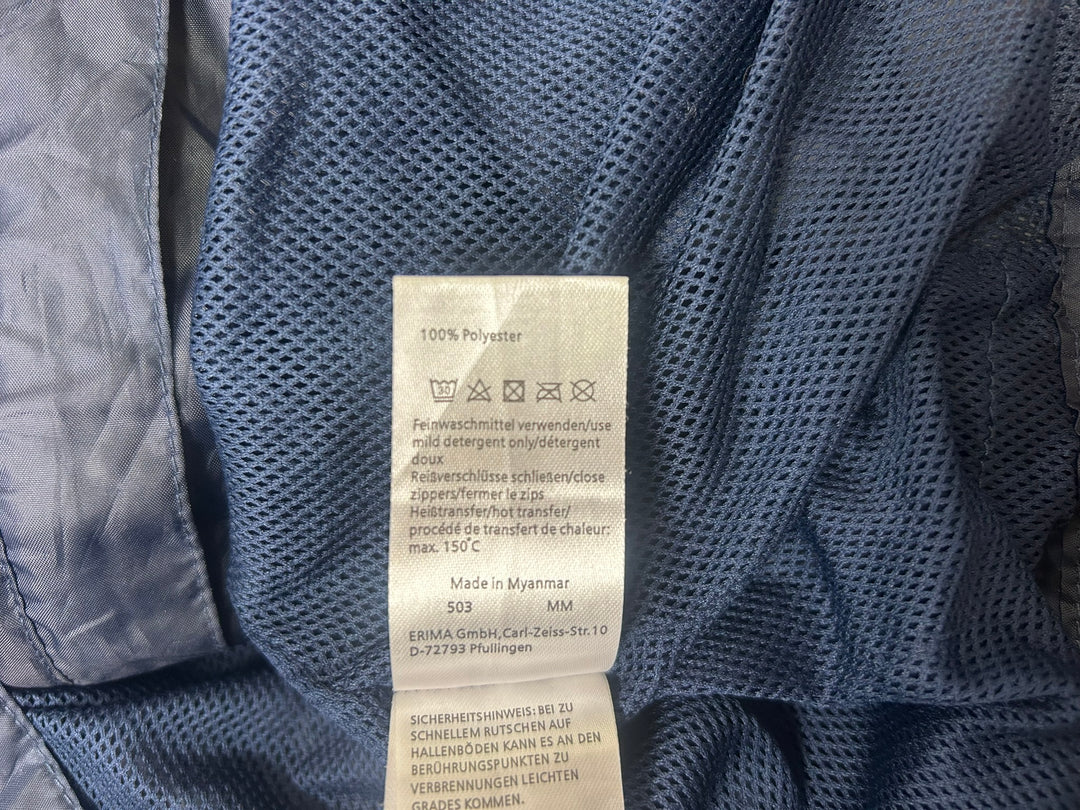 100% Polyester
30
Feinwaschmittel verwenden/use
mild detergent only/détergent
doux
Reißverschlüsse schließen/close
zippers/fermer le zips
Heißtransfer/hot transfer/
procédé de transfert de chaleur:
max. 150°C
Made in Myanmar
503 MM
ERIMA GmbH,Carl-Zeiss-Str.10
D-72793 Pfullingen
SICHERHEITSHINWEIS: BEI ZU
SCHNELLEM RUTSCHEN AUF
HALLENBÖDEN KANN ES AN DEN
BERÜHRUNGSPUNKTEN ZU
VERBRENNUNGEN LEICHTEN
GRADES KOMMEN.